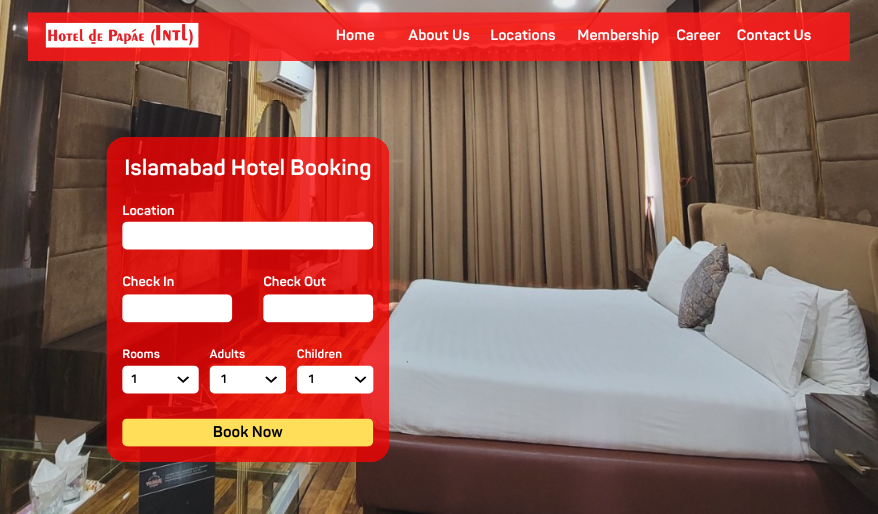 Hotel de Papáe (Intl)
Home About Us Locations Membership Career Contact Us
Islamabad Hotel Booking
Location
Check In Check Out
Rooms Adults Children
1 1 1
Book Now